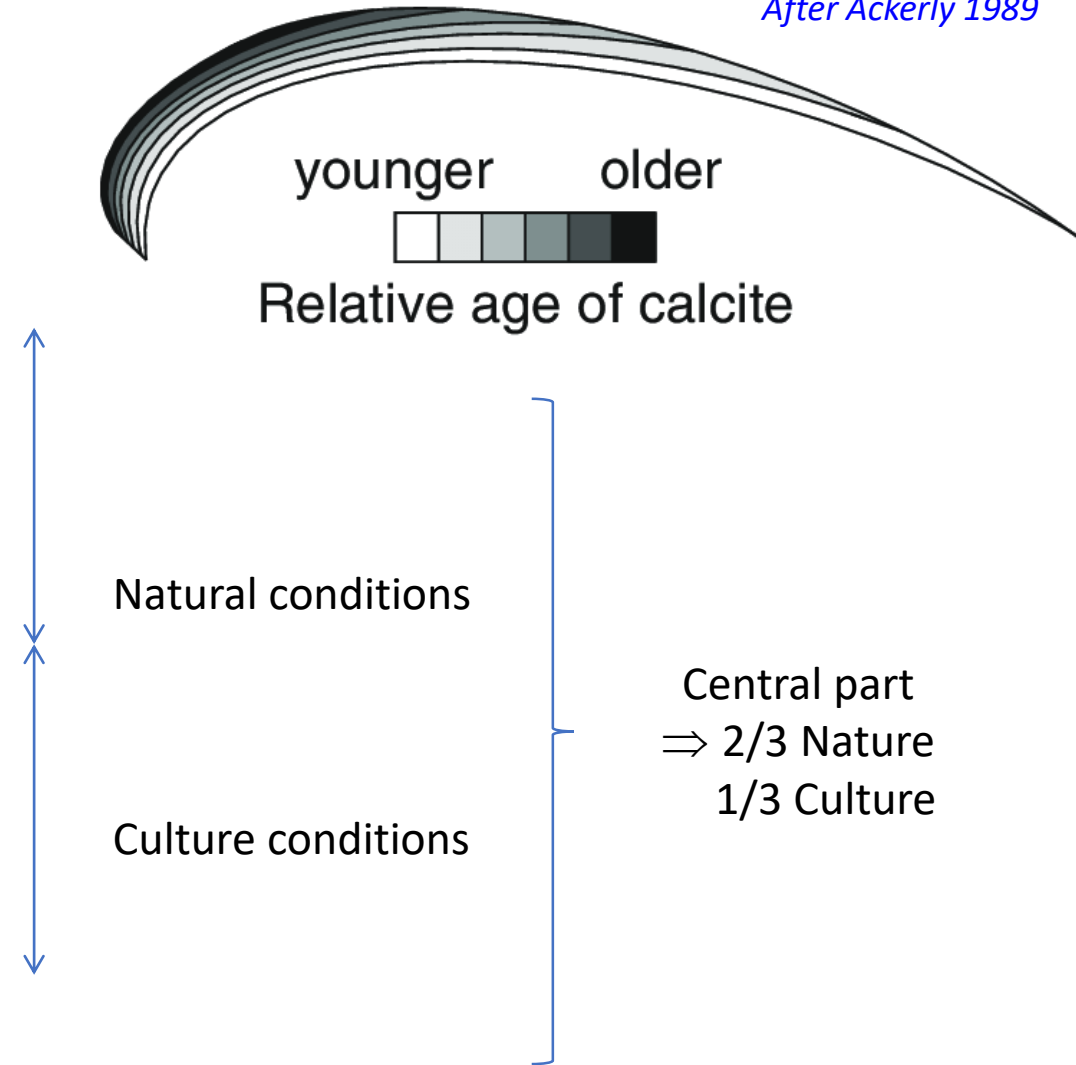 After Ackerly 1989
younger older
Relative age of calcite
Natural conditions
Culture conditions
Central part
⇒ 2/3 Nature
1/3 Culture